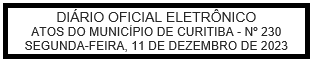 DIÁRIO OFICIAL ELETRÔNICO
ATOS DO MUNICÍPIO DE CURITIBA - Nº 230
SEGUNDA-FEIRA, 11 DE DEZEMBRO DE 2023